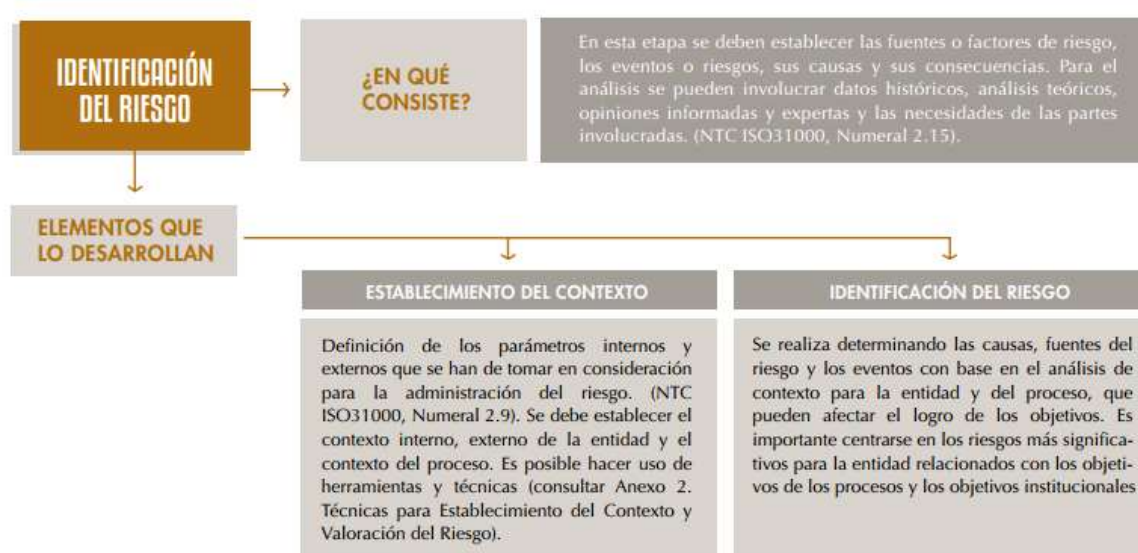 IDENTIFICACIÓN
DEL RIESGO
¿EN QUÉ
CONSISTE?
En esta etapa se deben establecer las fuentes o factores de riesgo,
los eventos o riesgos, sus causas y sus consecuencias. Para el
análisis se pueden involucrar datos históricos, análisis teóricos,
opiniones informadas y expertas y las necesidades de las partes
involucradas. (NTC ISO31000, Numeral 2.15).
ELEMENTOS QUE
LO DESARROLLAN
ESTABLECIMIENTO DEL CONTEXTO
Definición de los parámetros internos y
externos que se han de tomar en consideración
para la administración del riesgo. (NTC
ISO31000, Numeral 2.9). Se debe establecer el
contexto interno, externo de la entidad y el
contexto del proceso. Es posible hacer uso de
herramientas y técnicas (consultar Anexo 2.
Técnicas para Establecimiento del Contexto y
Valoración del Riesgo).
IDENTIFICACIÓN DEL RIESGO
Se realiza determinando las causas, fuentes del
riesgo y los eventos con base en el análisis de
contexto para la entidad y del proceso, que
pueden afectar el logro de los objetivos. Es
importante centrarse en los riesgos más significa-
tivos para la entidad relacionados con los objeti-
vos de los procesos y los objetivos institucionales